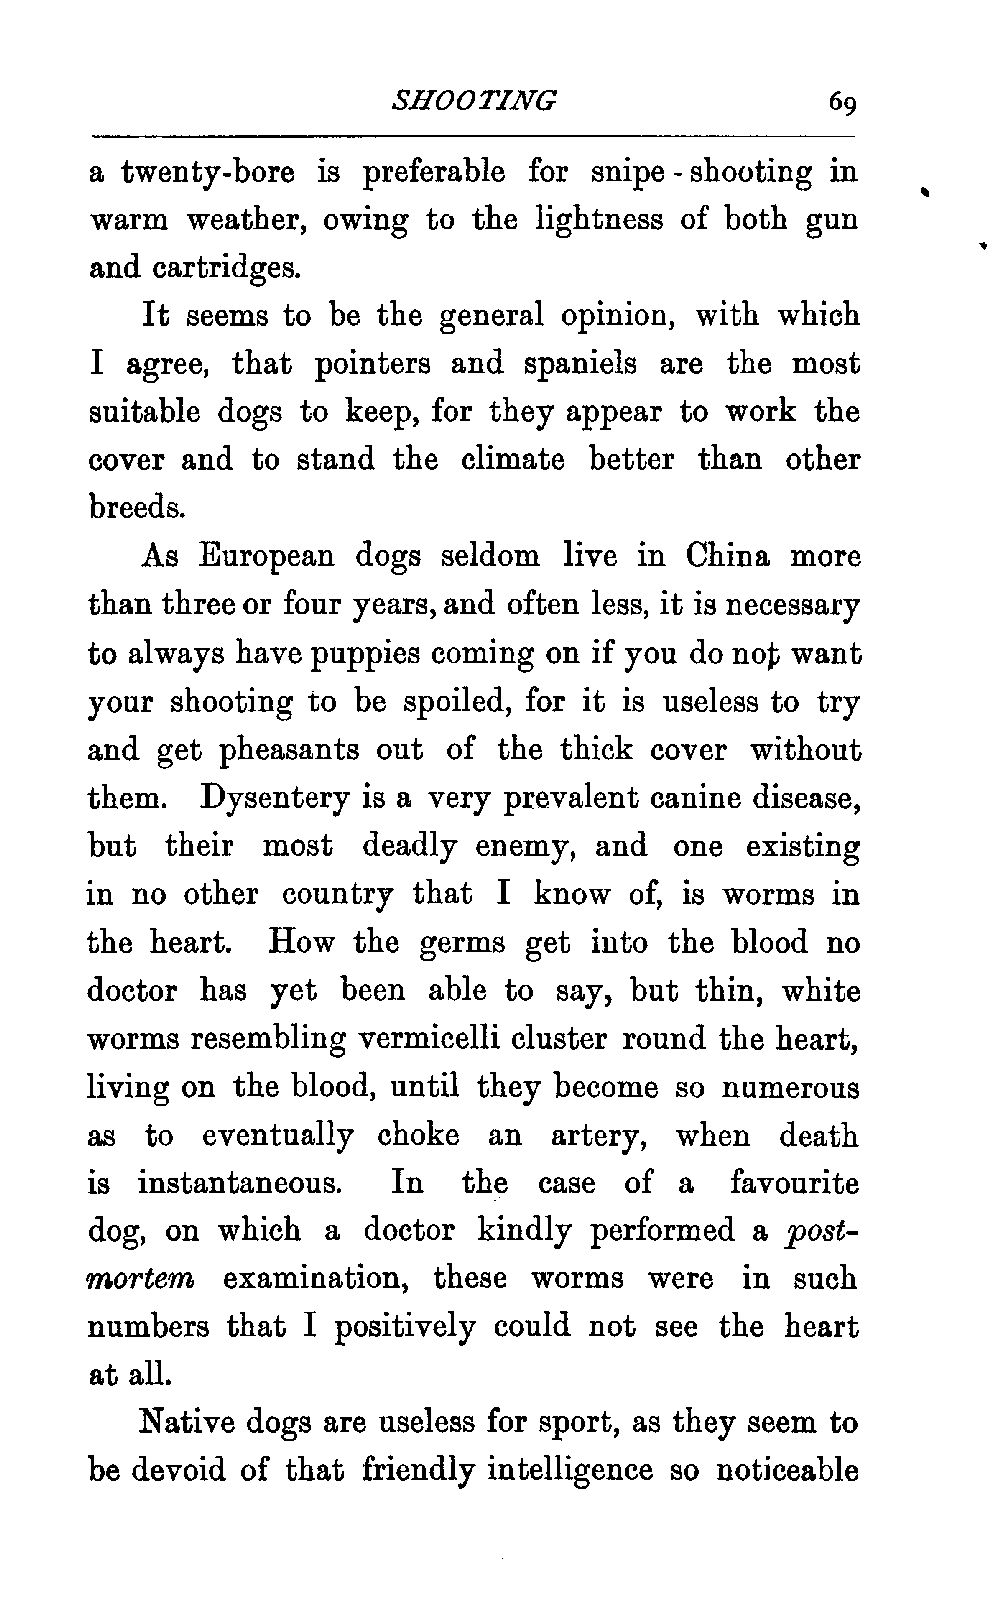 SHOOTING 69
a twenty-bore is preferable for snipe-shooting in
warm weather, owing to the lightness of both gun
and cartridges.
It seems to be the general opinion, with which
I agree, that pointers and spaniels are the most
suitable dogs to keep, for they appear to work the
cover and to stand the climate better than other
breeds.
As European dogs seldom live in China more
than three or four years, and often less, it is necessary
to always have puppies coming on if you do not want
your shooting to be spoiled, for it is useless to try
and get pheasants out of the thick cover without
them. Dysentery is a very prevalent canine disease,
but their most deadly enemy, and one existing
in no other country that I know of, is worms in
the heart. How the germs get into the blood no
doctor has yet been able to say, but thin, white
worms resembling vermicelli cluster round the heart,
living on the blood, until they become so numerous
as to eventually choke an artery, when death
is instantaneous. In the case of a favourite
dog, on which a doctor kindly performed a post-
mortem examination, these worms were in such
numbers that I positively could not see the heart
at all.
Native dogs are useless for sport, as they seem to
be devoid of that friendly intelligence so noticeable